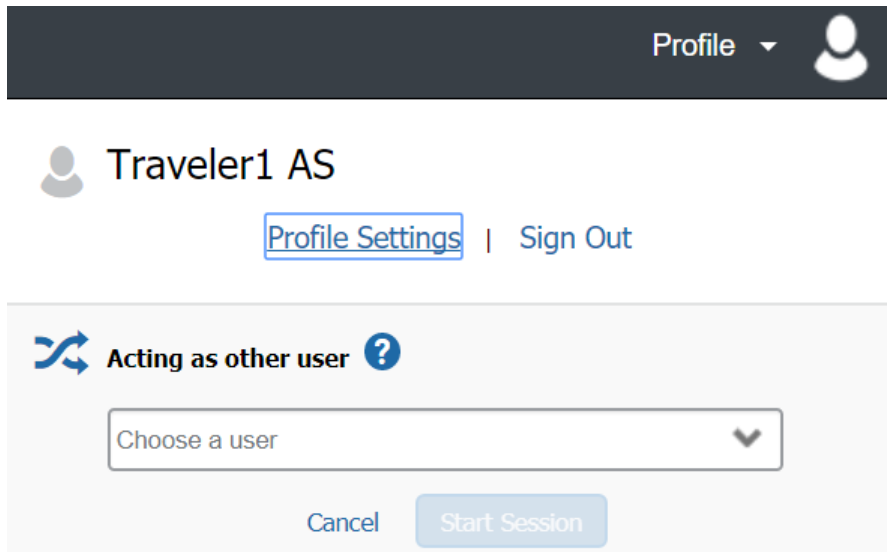 Profile
Traveler1 AS
Profile Settings | Sign Out
Acting as other user ?
Choose a user
Cancel Start Session